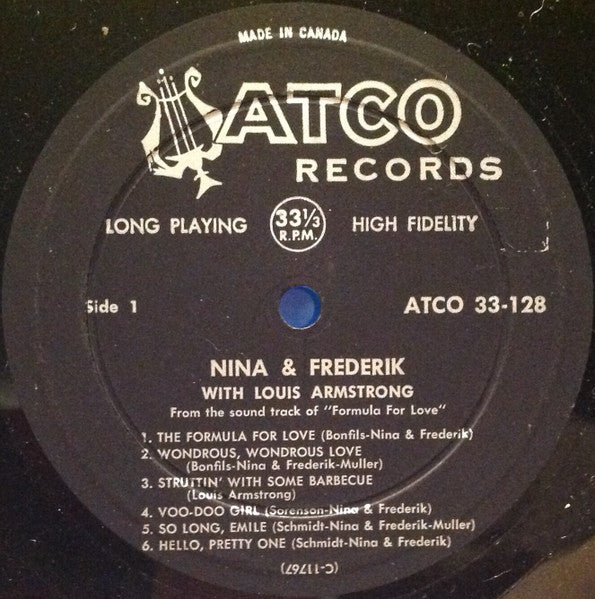 MADE IN CANADA
ATCO
RECORDS
LONG PLAYING 33⅓ R.P.M. HIGH FIDELITY
Side 1 ATCO 33-128
NINA & FREDERIK
WITH LOUIS ARMSTRONG
From the sound track of "Formula For Love"
1. THE FORMULA FOR LOVE (Bonfils-Nina & Frederik)
2. WONDROUS, WONDROUS LOVE
(Bonfils-Nina & Frederik-Muller)
3. STRUTTIN' WITH SOME BARBECUE
(Louis Armstrong)
4. VOO-DOO GIRL (Sorenson-Nina & Frederik)
5. SO LONG, EMILE (Schmidt-Nina & Frederik-Muller)
6. HELLO, PRETTY ONE (Schmidt-Nina & Frederik)
(C-11767)